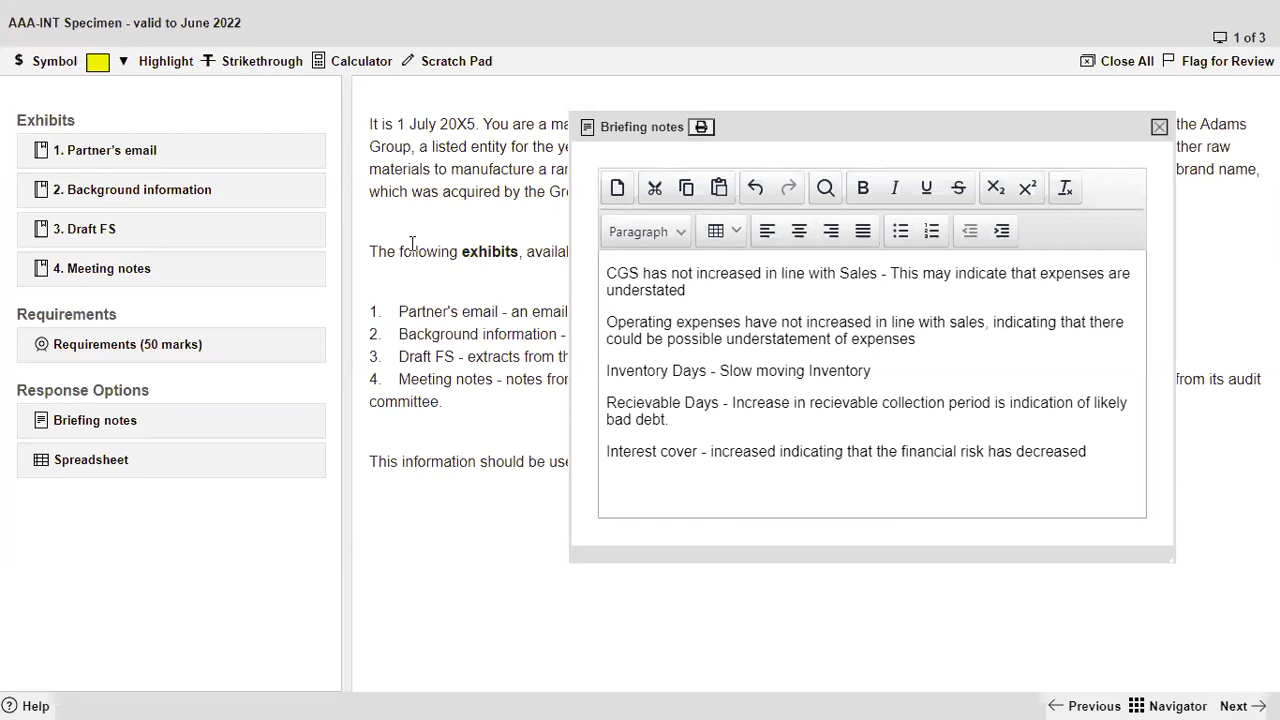 AAA-INT Specimen - valid to June 2022
1 of 3
$ Symbol Highlight Strikethrough Calculator Scratch Pad
Close All Flag for Review
Exhibits
1. Partner's email
2. Background information
3. Draft FS
4. Meeting notes
Requirements
Requirements (50 marks)
Response Options
Briefing notes
Spreadsheet
It is 1 July 20X5. You are a ma the Adams
Group, a listed entity for the ye ther raw
materials to manufacture a ran brand name,
which was acquired by the Gro
The following exhibits, availab
1. Partner's email - an email
2. Background information -
3. Draft FS - extracts from th
4. Meeting notes - notes from from its audit
committee.
This information should be use
Briefing notes
B I U S X₂ X² Tx
Paragraph
CGS has not increased in line with Sales - This may indicate that expenses are
understated
Operating expenses have not increased in line with sales, indicating that there
could be possible understatement of expenses
Inventory Days - Slow moving Inventory
Recievable Days - Increase in recievable collection period is indication of likely
bad debt.
Interest cover - increased indicating that the financial risk has decreased
Help
Previous Navigator Next